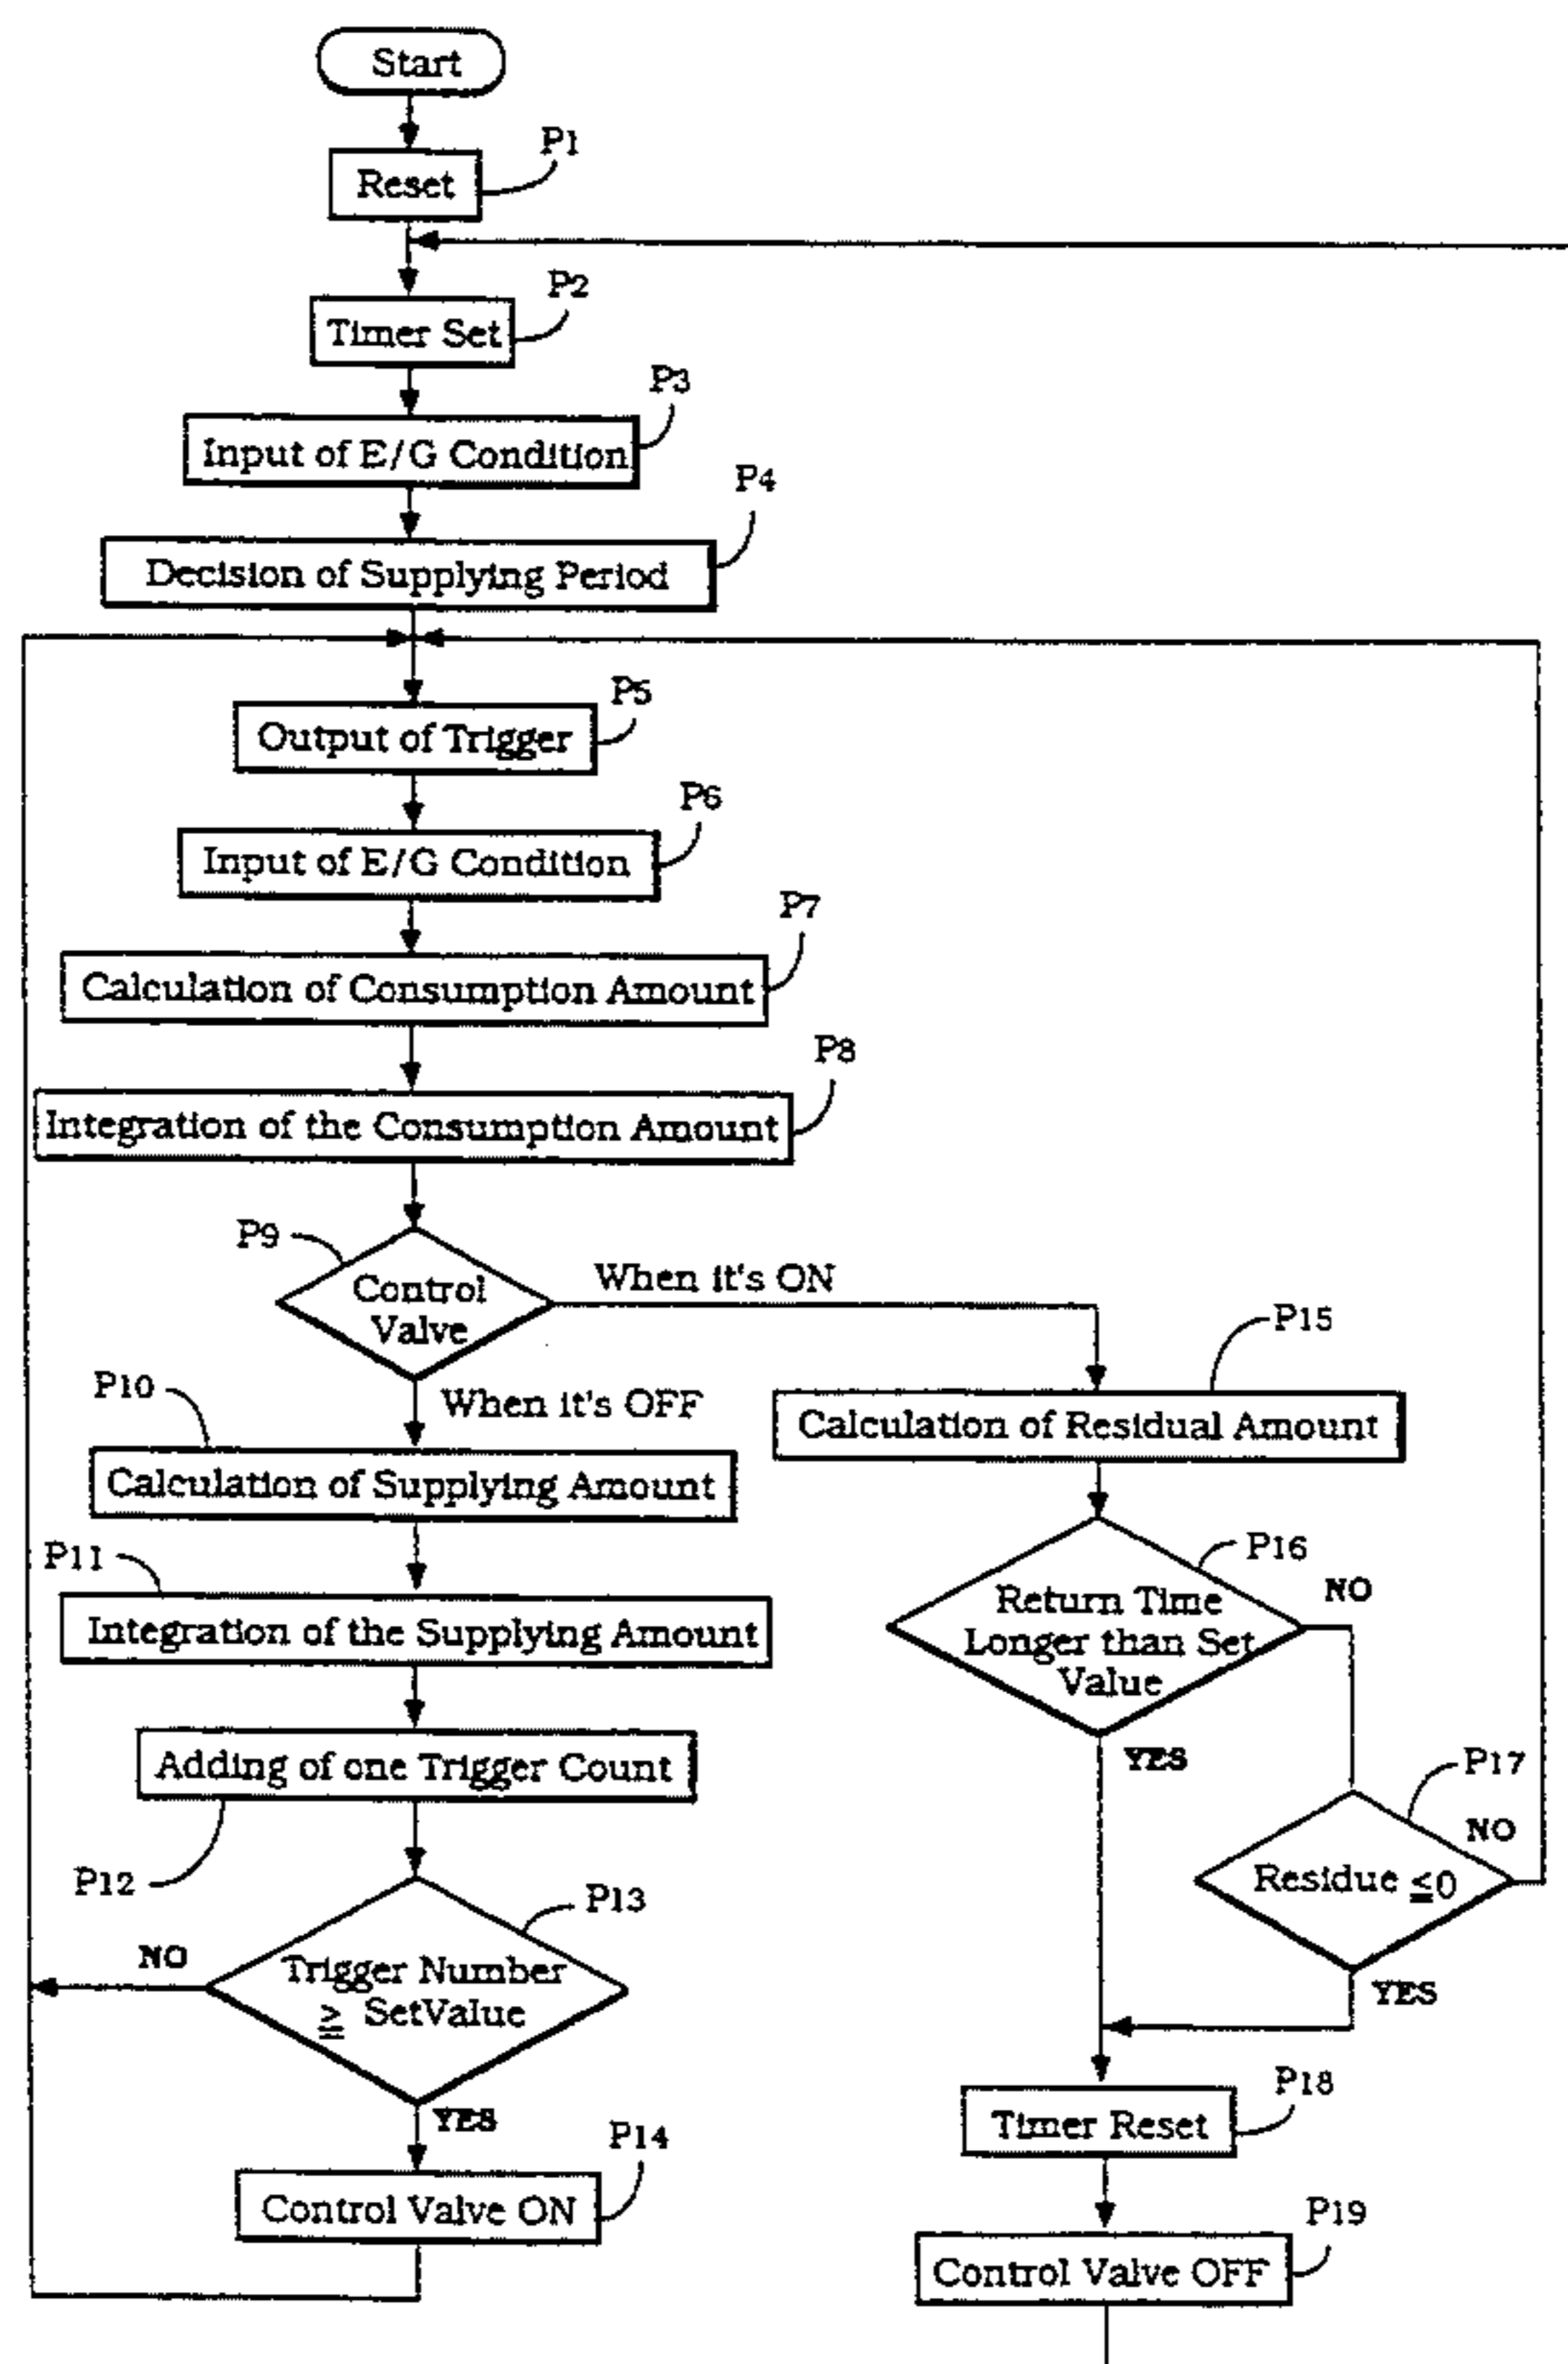 Start
P1
Reset
P2
Timer Set
P3
Input of E/G Condition
P4
Decision of Supplying Period
P5
Output of Trigger
P6
Input of E/G Condition
P7
Calculation of Consumption Amount
P8
Integration of the Consumption Amount
P9
Control
Valve
When it's ON
When it's OFF
P10
Calculation of Supplying Amount
P11
Integration of the Supplying Amount
Adding of one Trigger Count
P12
P13
Trigger Number
≧ SetValue
NO
YES
P14
Control Valve ON
P15
Calculation of Residual Amount
P16
Return Time
Longer than Set
Value
NO
YES
P17
Residue ≦0
NO
YES
P18
Timer Reset
P19
Control Valve OFF